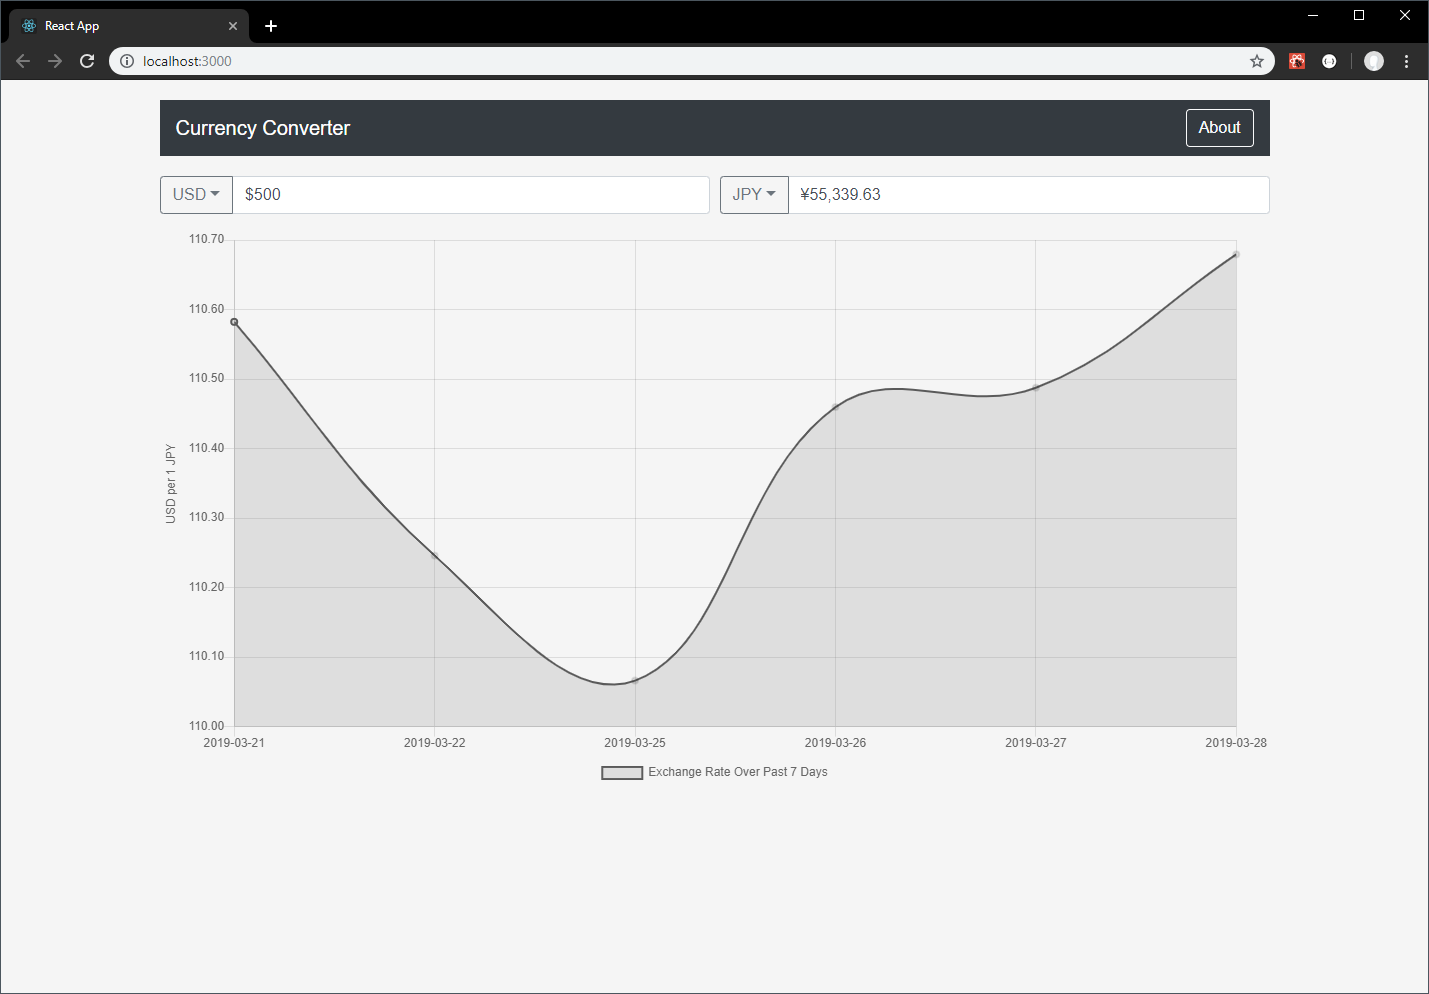 React App
localhost:3000
Currency Converter
About
USD
$500
JPY
¥55,339.63
110.70
110.60
110.50
110.40
110.30
110.20
110.10
110.00
USD per 1 JPY
2019-03-21
2019-03-22
2019-03-25
2019-03-26
2019-03-27
2019-03-28
Exchange Rate Over Past 7 Days